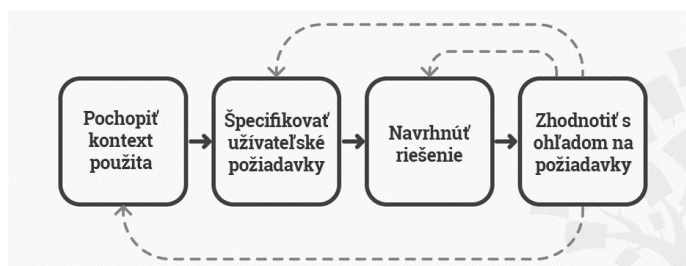 Pochopiť
kontext
použita
Špecifikovať
užívateľské
požiadavky
Navrhnúť
riešenie
Zhodnotiť s
ohľadom na
požiadavky